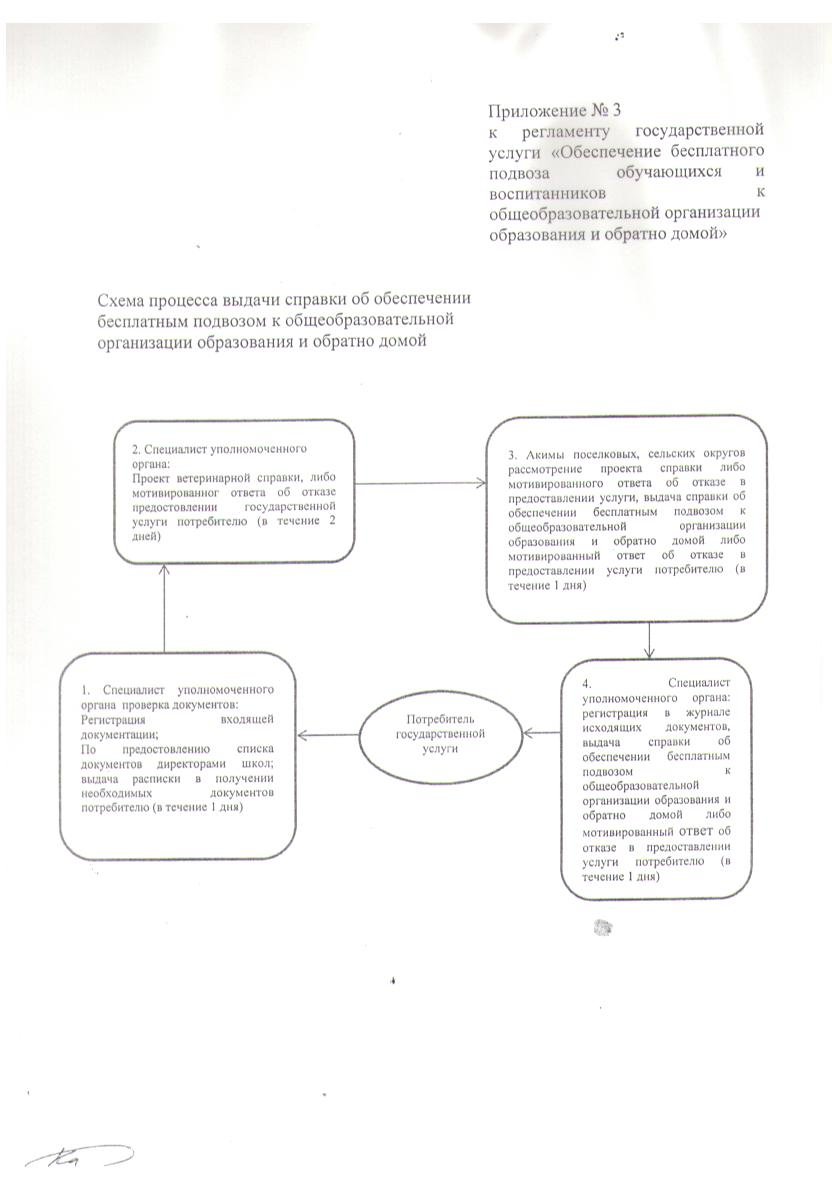 Приложение № 3
к регламенту государственной
услуги «Обеспечение бесплатного
подвоза обучающихся и
воспитанников к
общеобразовательной организации
образования и обратно домой»
Схема процесса выдачи справки об обеспечении
бесплатным подвозом к общеобразовательной
организации образования и обратно домой
2. Специалист уполномоченного
органа:
Проект ветеринарной справки, либо
мотивированног ответа об отказе
предостовлении государственной
услуги потребителю (в течение 2
дней)
3. Акимы поселковых, сельских округов
рассмотрение проекта справки либо
мотивированного ответа об отказе в
предоставлении услуги, выдача справки об
обеспечении бесплатным подвозом к
общеобразовательной организации
образования и обратно домой либо
мотивированный ответ об отказе в
предоставлении услуги потребителю (в
течение 1 дня)
1. Специалист уполномоченного
органа проверка документов:
Регистрация входящей
документации;
По предостовлению списка
документов директорами школ;
выдача расписки в получении
необходимых документов
потребителю (в течение 1 дня)
Потребитель
государственной
услуги
4. Специалист
уполномоченного органа:
регистрация в журнале
исходящих документов,
выдача справки об
обеспечении бесплатным
подвозом к
общеобразовательной
организации образования и
обратно домой либо
мотивированный ответ об
отказе в предоставлении
услуги потребителю (в
течение 1 дня)